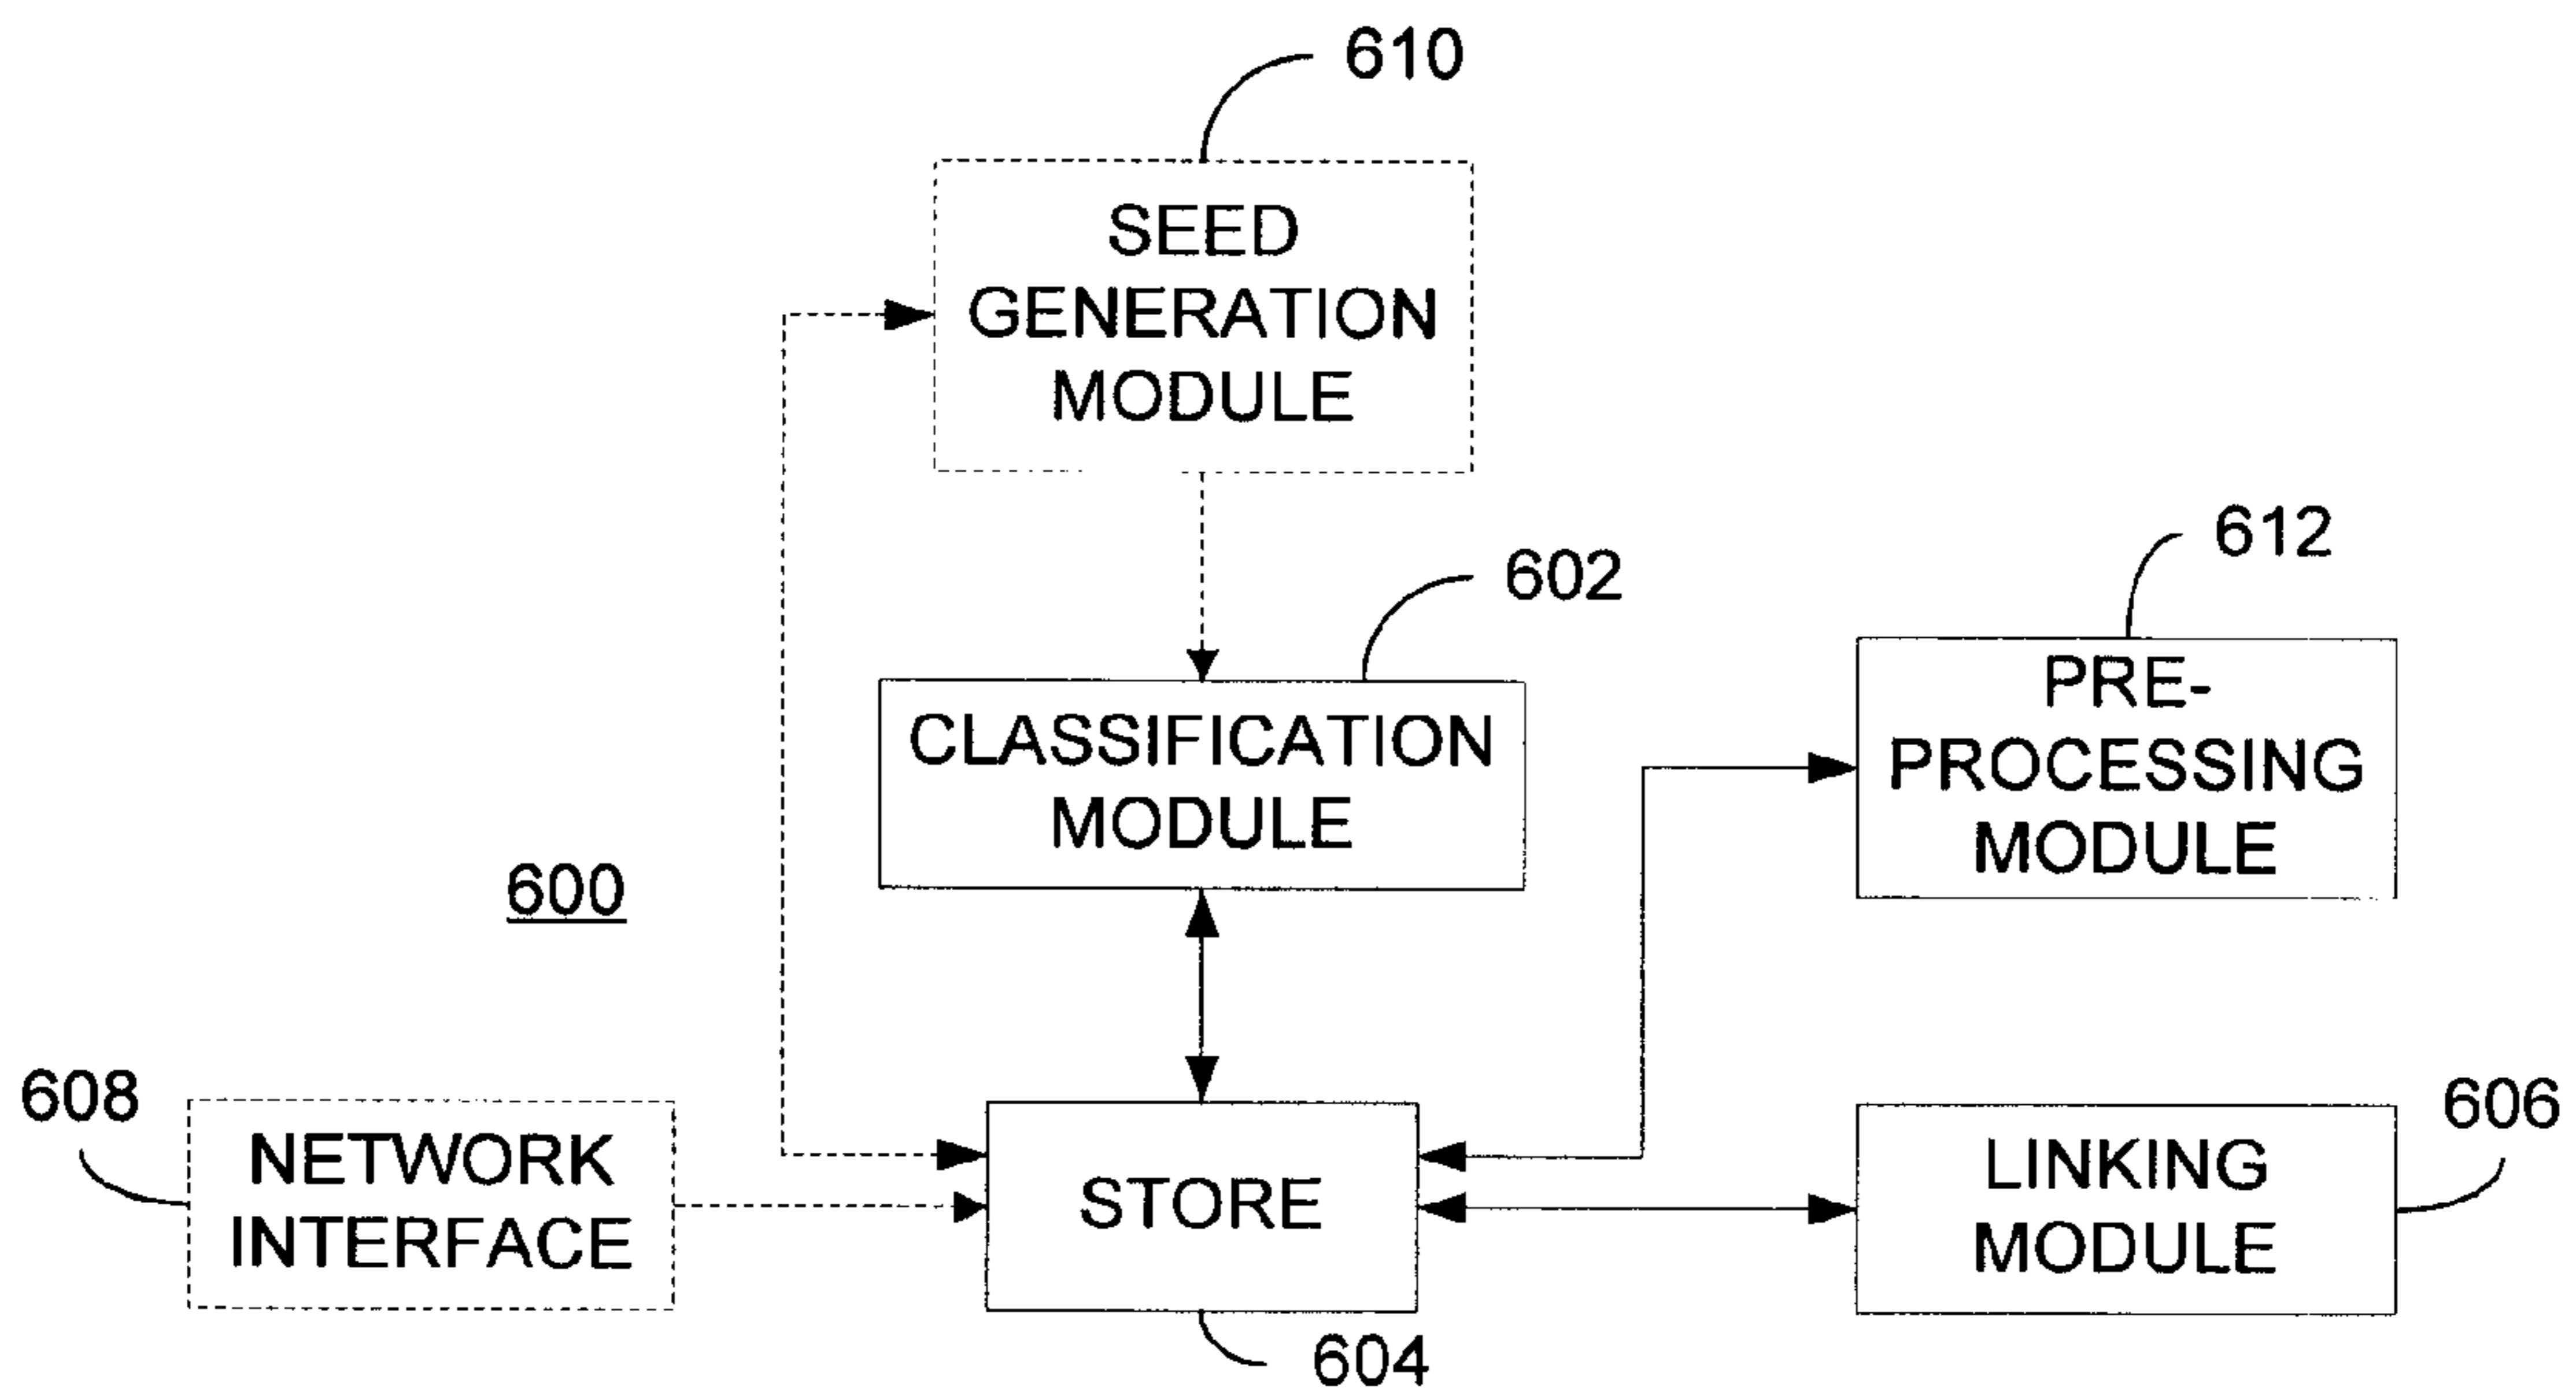 610
SEED
GENERATION
MODULE
612
602
PRE-
PROCESSING
MODULE
CLASSIFICATION
MODULE
600
608
NETWORK
INTERFACE
STORE
LINKING
MODULE
606
604